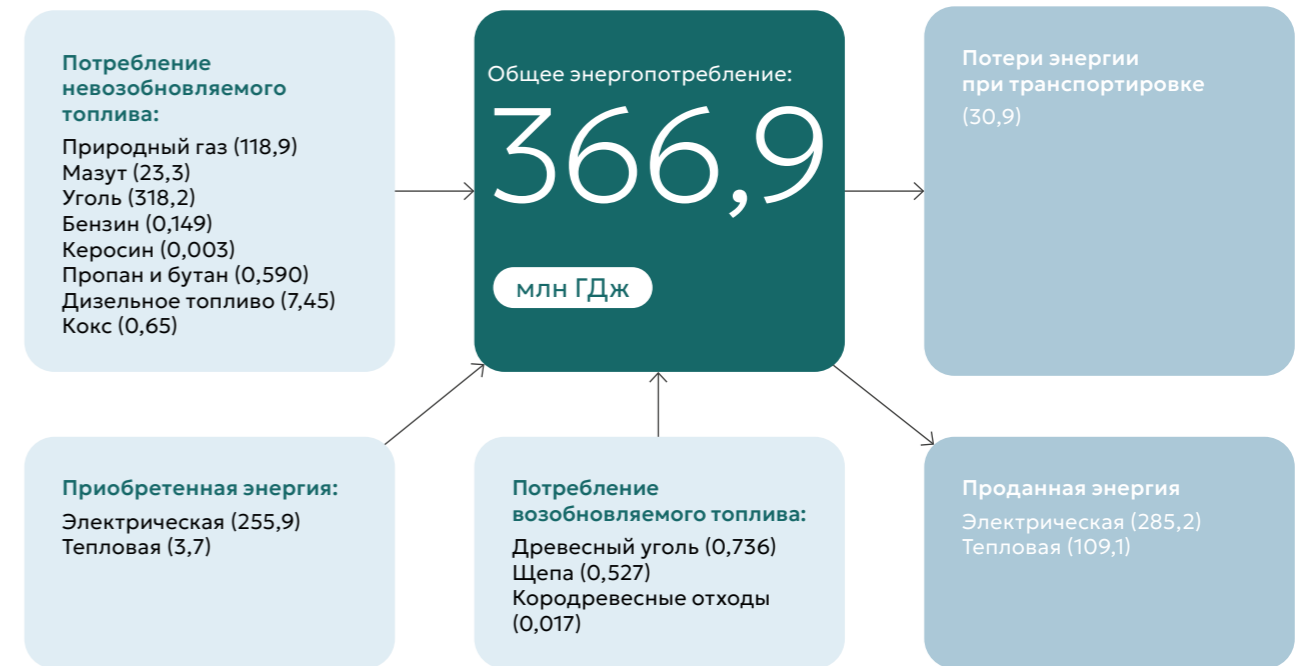 Потребление
невозобновляемого
топлива:
Природный газ (118,9)
Мазут (23,3)
Уголь (318,2)
Бензин (0,149)
Керосин (0,003)
Пропан и бутан (0,590)
Дизельное топливо (7,45)
Кокс (0,65)
Общее энергопотребление:
366,9
млн ГДж
Потери энергии
при транспортировке
(30,9)
Приобретенная энергия:
Электрическая (255,9)
Тепловая (3,7)
Потребление
возобновляемого топлива:
Древесный уголь (0,736)
Щепа (0,527)
Кородревесные отходы
(0,017)
Проданная энергия
Электрическая (285,2)
Тепловая (109,1)